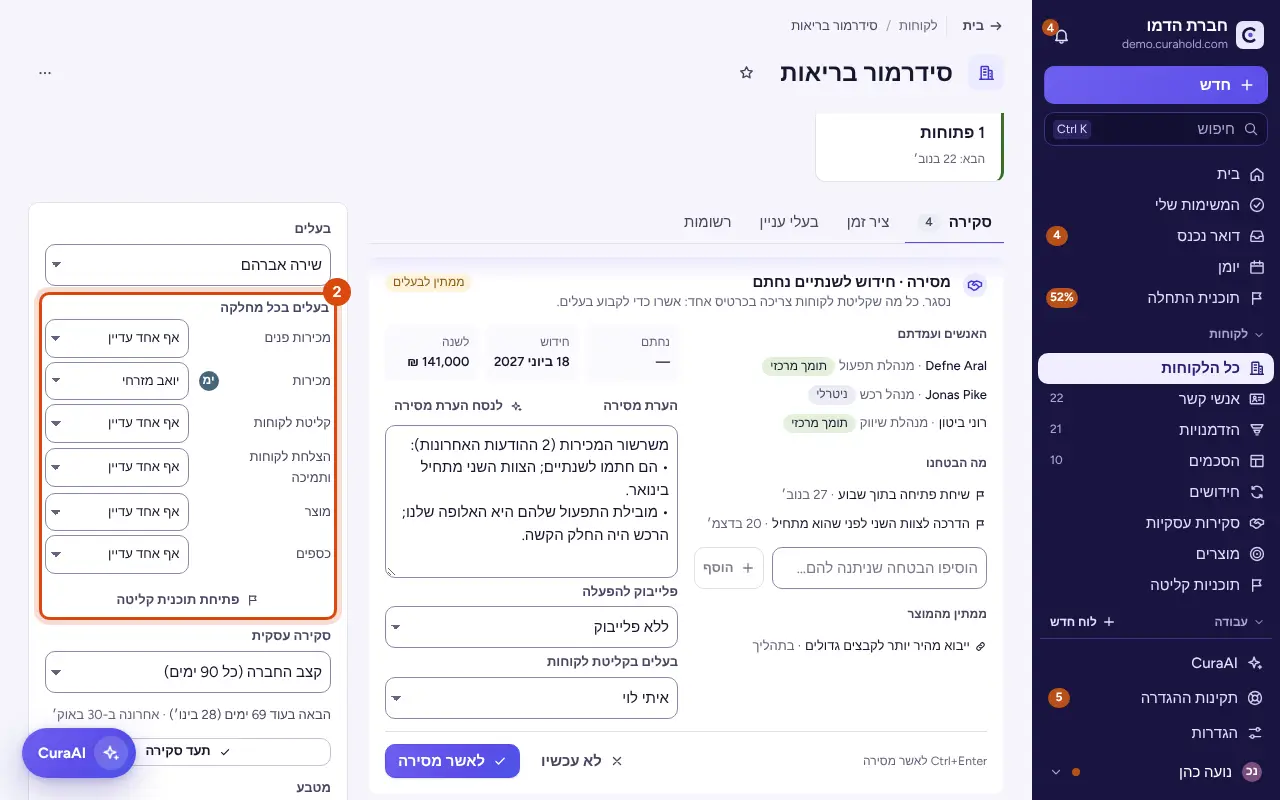 חברת הדמו
demo.curahold.com
4
חדש
חיפוש
Ctrl K
בית
המשימות שלי
דואר נכנס
4
יומן
תוכנית התחלה
52%
לקוחות
כל הלקוחות
אנשי קשר
22
הזדמנויות
21
הסכמים
10
חידושים
סקירות עסקיות
מוצרים
תוכניות קליטה
עבודה
לוח חדש
CuraAI
תקינות ההגדרה
5
הגדרות
נכ
נועה כהן
בית
לקוחות / סידרמור בריאות
סידרמור בריאות
...
1 פתוחות
הבא: 22 בנוב׳
סקירה
4
ציר זמן
בעלי עניין
רשומות
מסירה · חידוש לשנתיים נחתם
ממתין לבעלים
נסגר. כל מה שקליטת לקוחות צריכה בכרטיס אחד: אשרו כדי לקבוע בעלים.
האנשים ועמדתם
Defne Aral · מנהלת תפעול
תומך מרכזי
Jonas Pike · מנהל רכש
ניטרלי
רוני ביטון · מנהלת שיווק
תומך מרכזי
מה הבטחנו
שיחת פתיחה בתוך שבוע · 27 בנוב׳
הדרכה לצוות השני לפני שהוא מתחיל · 20 בדצמ׳
הוסיפו הבטחה שניתנה להם...
הוסף
ממתין מהמוצר
ייבוא מהיר יותר לקבצים גדולים · בתהליך
נחתם
—
חידוש
18 ביוני 2027
לשנה
141,000 ₪
הערת מסירה
לנסח הערת מסירה
משרשור המכירות (2 ההודעות האחרונות):
• הם חתמו לשנתיים; הצוות השני מתחיל
בינואר.
• מובילת התפעול שלהם היא האלופה שלנו;
הרכש היה החלק הקשה.
פלייבוק להפעלה
ללא פלייבוק
בעלים בקליטת לקוחות
איתי לוי
Ctrl+Enter לאשר מסירה
לא עכשיו
לאשר מסירה
בעלים
שירה אברהם
2
בעלים בכל מחלקה
מכירות פנים
אף אחד עדיין
מכירות
ימ
יואב מזרחי
קליטת לקוחות
אף אחד עדיין
הצלחת לקוחות
ותמיכה
אף אחד עדיין
מוצר
אף אחד עדיין
כספים
אף אחד עדיין
פתיחת תוכנית קליטה
סקירה עסקית
קצב החברה (כל 90 ימים)
הבאה בעוד 69 ימים (28 בינו׳) · אחרונה ב-30 באוק׳
תעד סקירה
מטבע
CuraAI